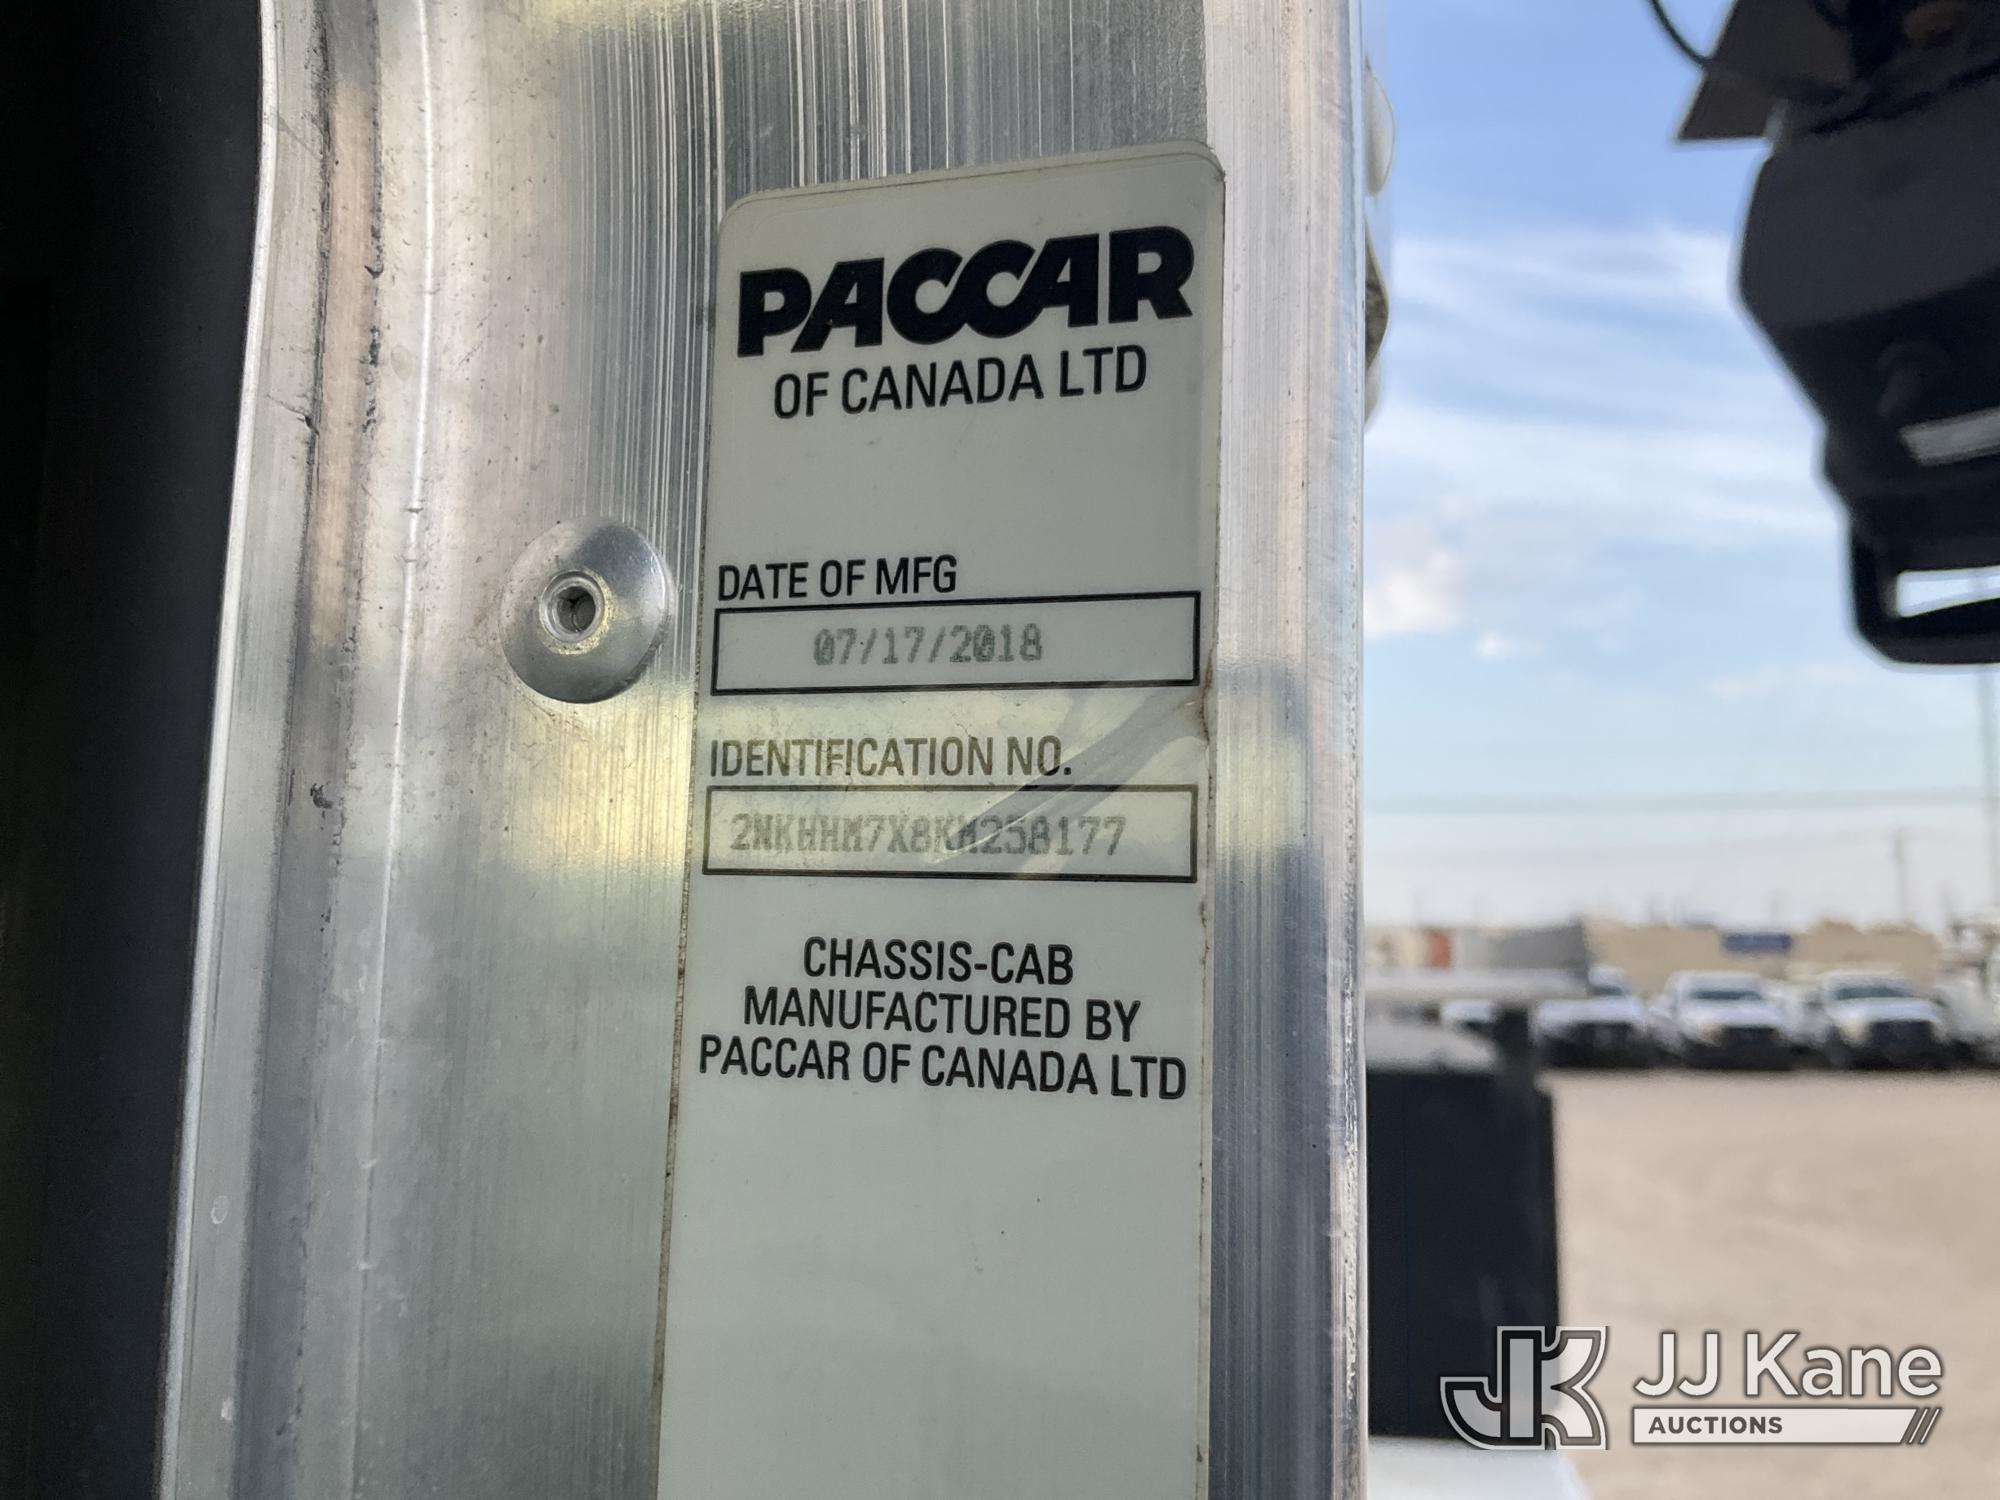 PACCAR
OF CANADA LTD
DATE OF MFG
07/17/2018
IDENTIFICATION NO.
2NKHHM7X8KM258177
CHASSIS-CAB
MANUFACTURED BY
PACCAR OF CANADA LTD
JK
JJ Kane
AUCTIONS